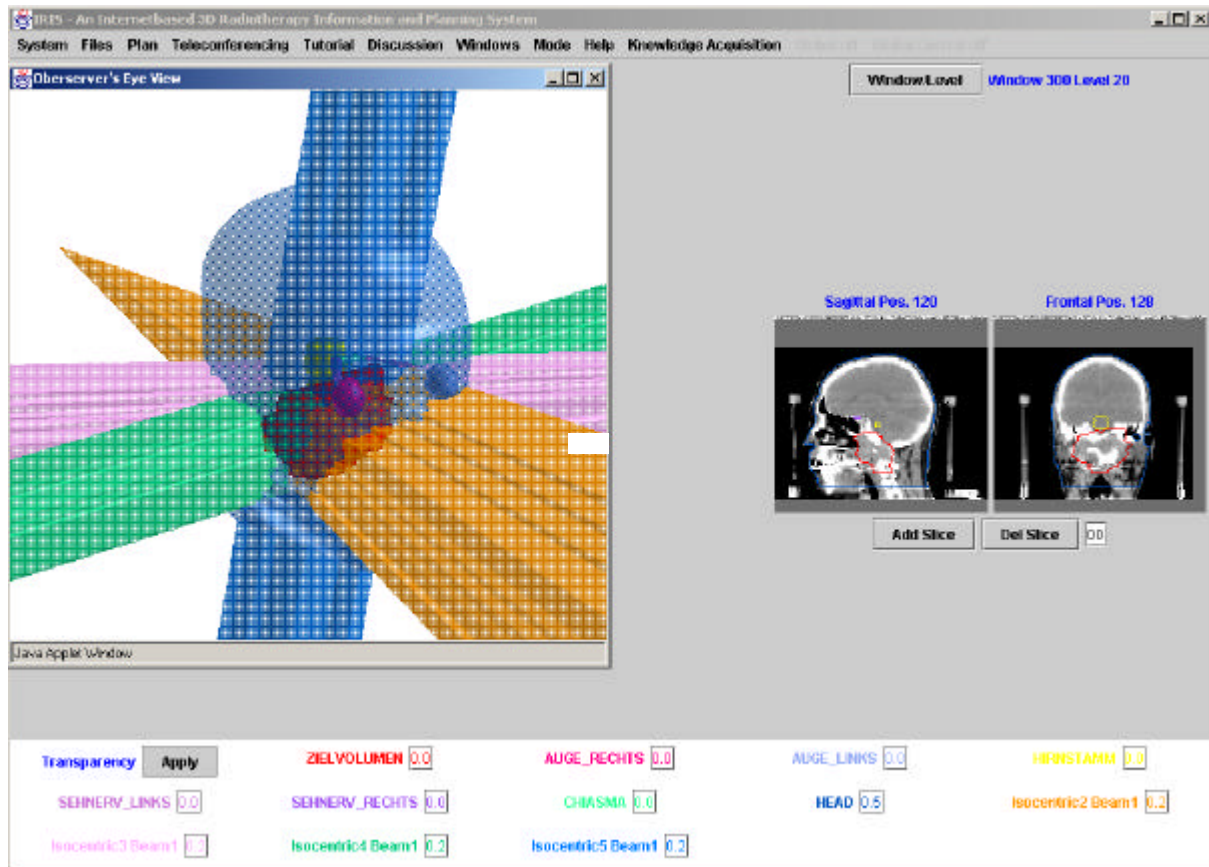 IRIS - An Internetbased 3D Radiotherapy Information and Planning System
System Files Plan Teleconferencing Tutorial Discussion Windows Mode Help Knowledge Acquisition
Oberserver's Eye View
Window/Level Window 300 Level 20
Sagittal Pos. 120 Frontal Pos. 128
Add Slice Del Slice 00
Java Applet Window
Transparency Apply ZIELVOLUMEN 0.0 AUGE_RECHTS 0.0 AUGE_LINKS 0.0 HIRNSTAMM 0.0
SEHNERV_LINKS 0.0 SEHNERV_RECHTS 0.0 CHIASMA 0.0 HEAD 0.5 Isocentric2 Beam1 0.2
Isocentric3 Beam1 0.2 Isocentric4 Beam1 0.2 Isocentric5 Beam1 0.2